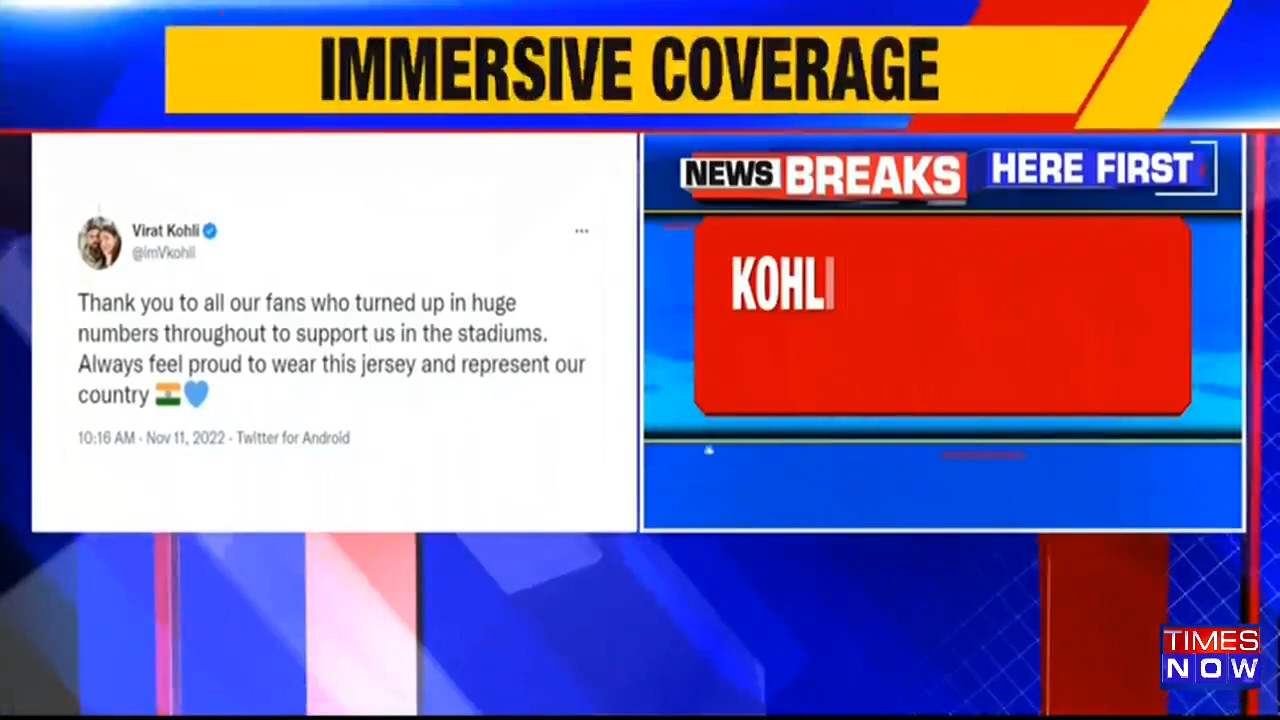 IMMERSIVE COVERAGE
Virat Kohli
@imVkohli
Thank you to all our fans who turned up in huge
numbers throughout to support us in the stadiums.
Always feel proud to wear this jersey and represent our
country 🇮🇳💙
10:16 AM · Nov 11, 2022 · Twitter for Android
NEWS BREAKS HERE FIRST
KOHLI
TIMES
NOW